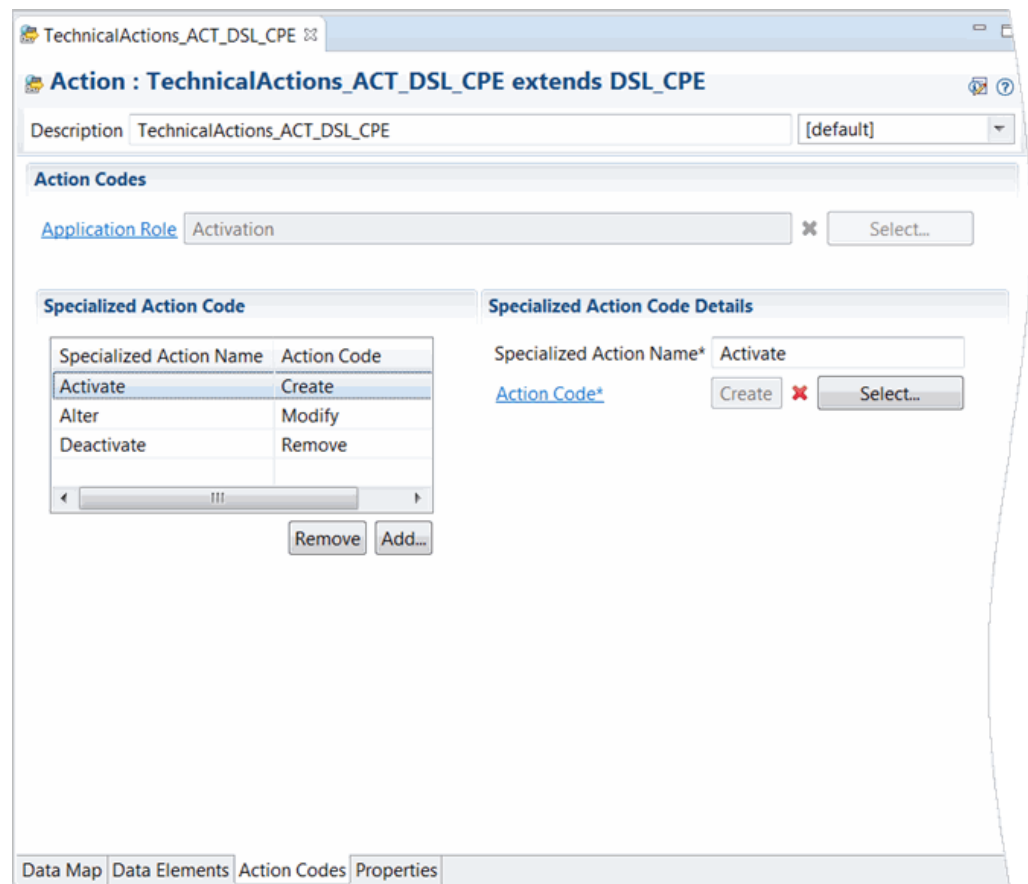 TechnicalActions_ACT_DSL_CPE
Action : TechnicalActions_ACT_DSL_CPE extends DSL_CPE
Description TechnicalActions_ACT_DSL_CPE [default]
Action Codes
Application Role Activation Select...
Specialized Action Code Specialized Action Code Details
Specialized Action Name Action Code Specialized Action Name* Activate
Activate Create Action Code* Create Select...
Alter Modify
Deactivate Remove
Remove Add...
Data Map Data Elements Action Codes Properties